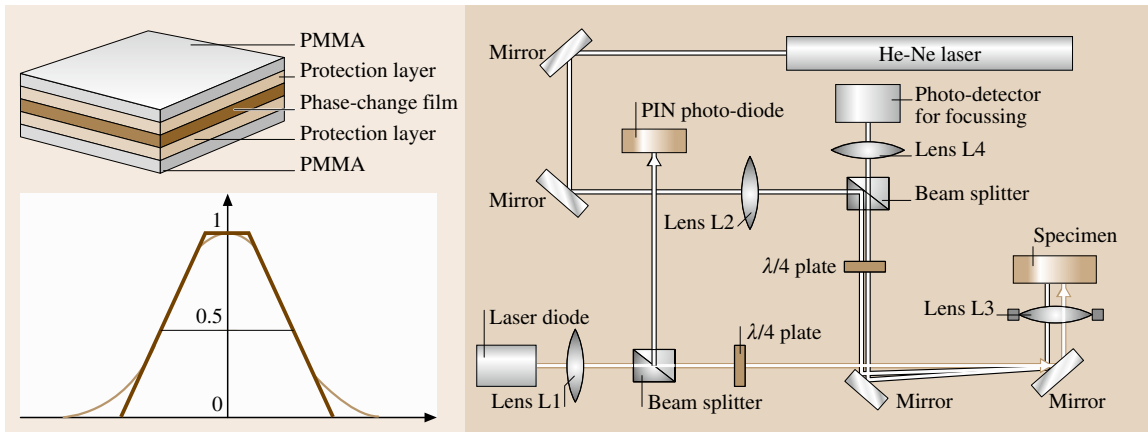 PMMA
Protection layer
Phase-change film
Protection layer
PMMA
1
0.5
0
Mirror
He-Ne laser
PIN photo-diode
Photo-detector
for focussing
Lens L4
Mirror
Lens L2
Beam splitter
λ/4 plate
Specimen
Lens L3
Laser diode
λ/4 plate
Lens L1
Beam splitter
Mirror
Mirror